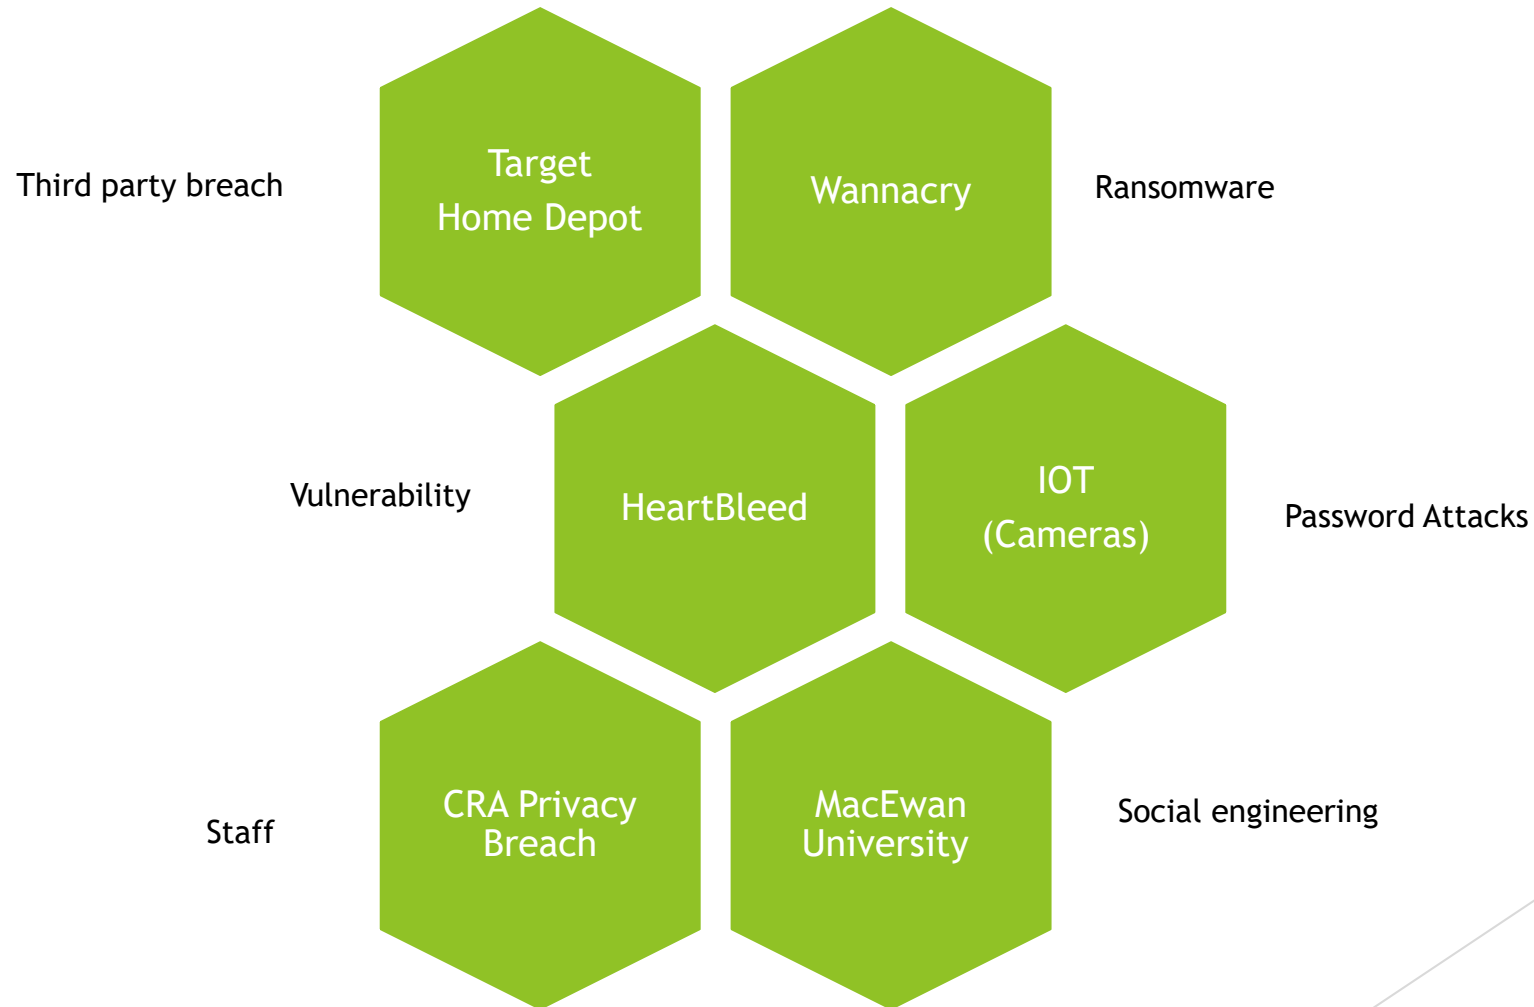 Third party breach
Target
Home Depot
Wannacry
Ransomware
Vulnerability
HeartBleed
IOT
(Cameras)
Password Attacks
Staff
CRA Privacy
Breach
MacEwan
University
Social engineering